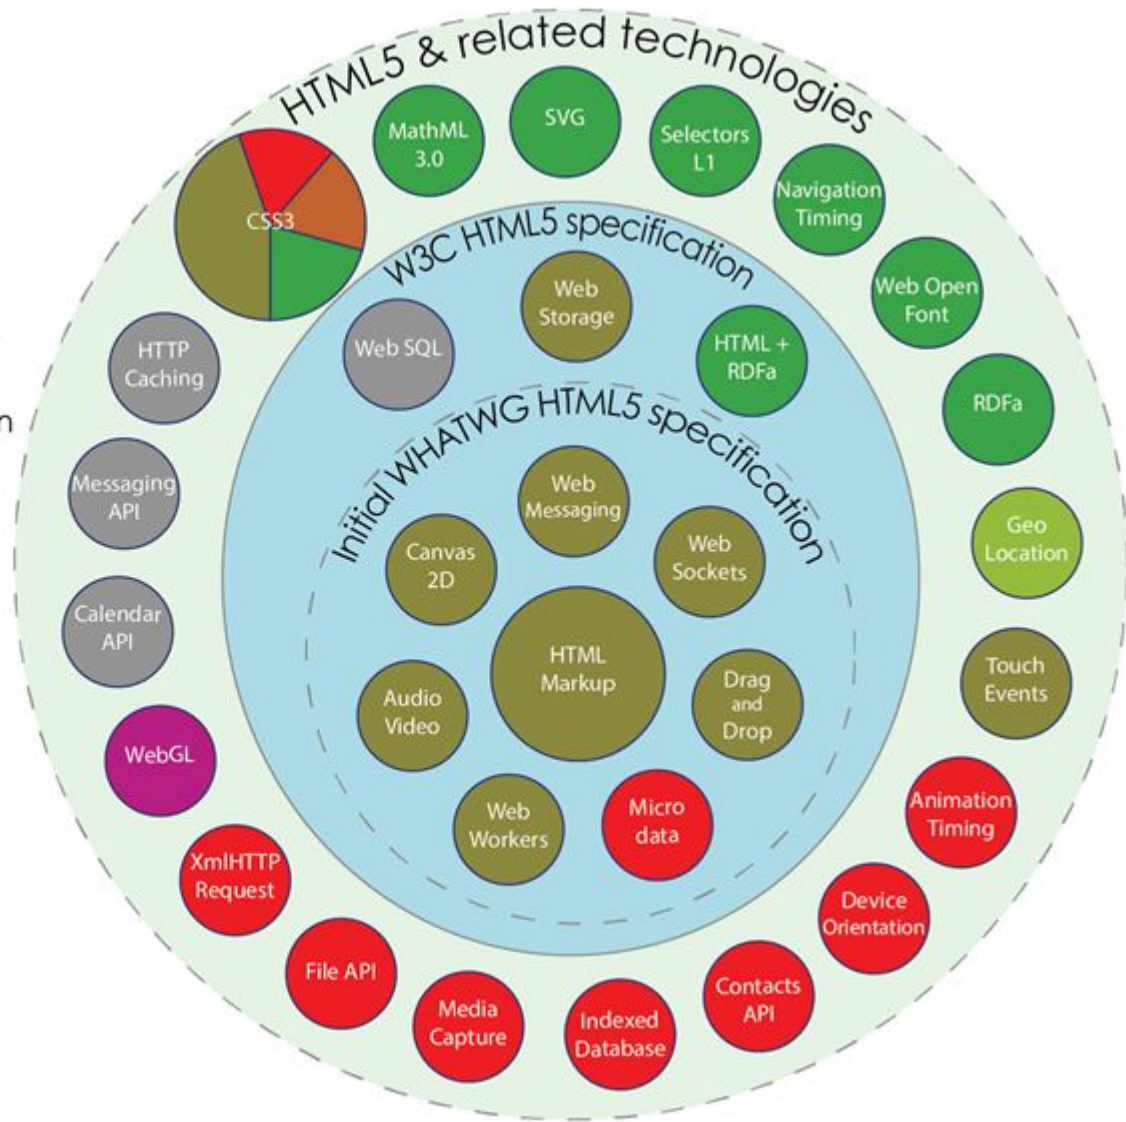 HTML5 & related technologies
MathML
3.0
SVG
Selectors
L1
Navigation
Timing
CSS3
W3C HTML5 specification
Web
Storage
Web Open
Font
Web SQL
HTML +
RDFa
HTTP
Caching
RDFa
n
Initial WHATWG HTML5 specification
Messaging
API
Web
Messaging
Canvas
2D
Web
Sockets
Geo
Location
Calendar
API
HTML
Markup
Touch
Events
Audio
Video
Drag
and
Drop
WebGL
Web
Workers
Micro
data
Animation
Timing
XmlHTTP
Request
Device
Orientation
File API
Media
Capture
Indexed
Database
Contacts
API